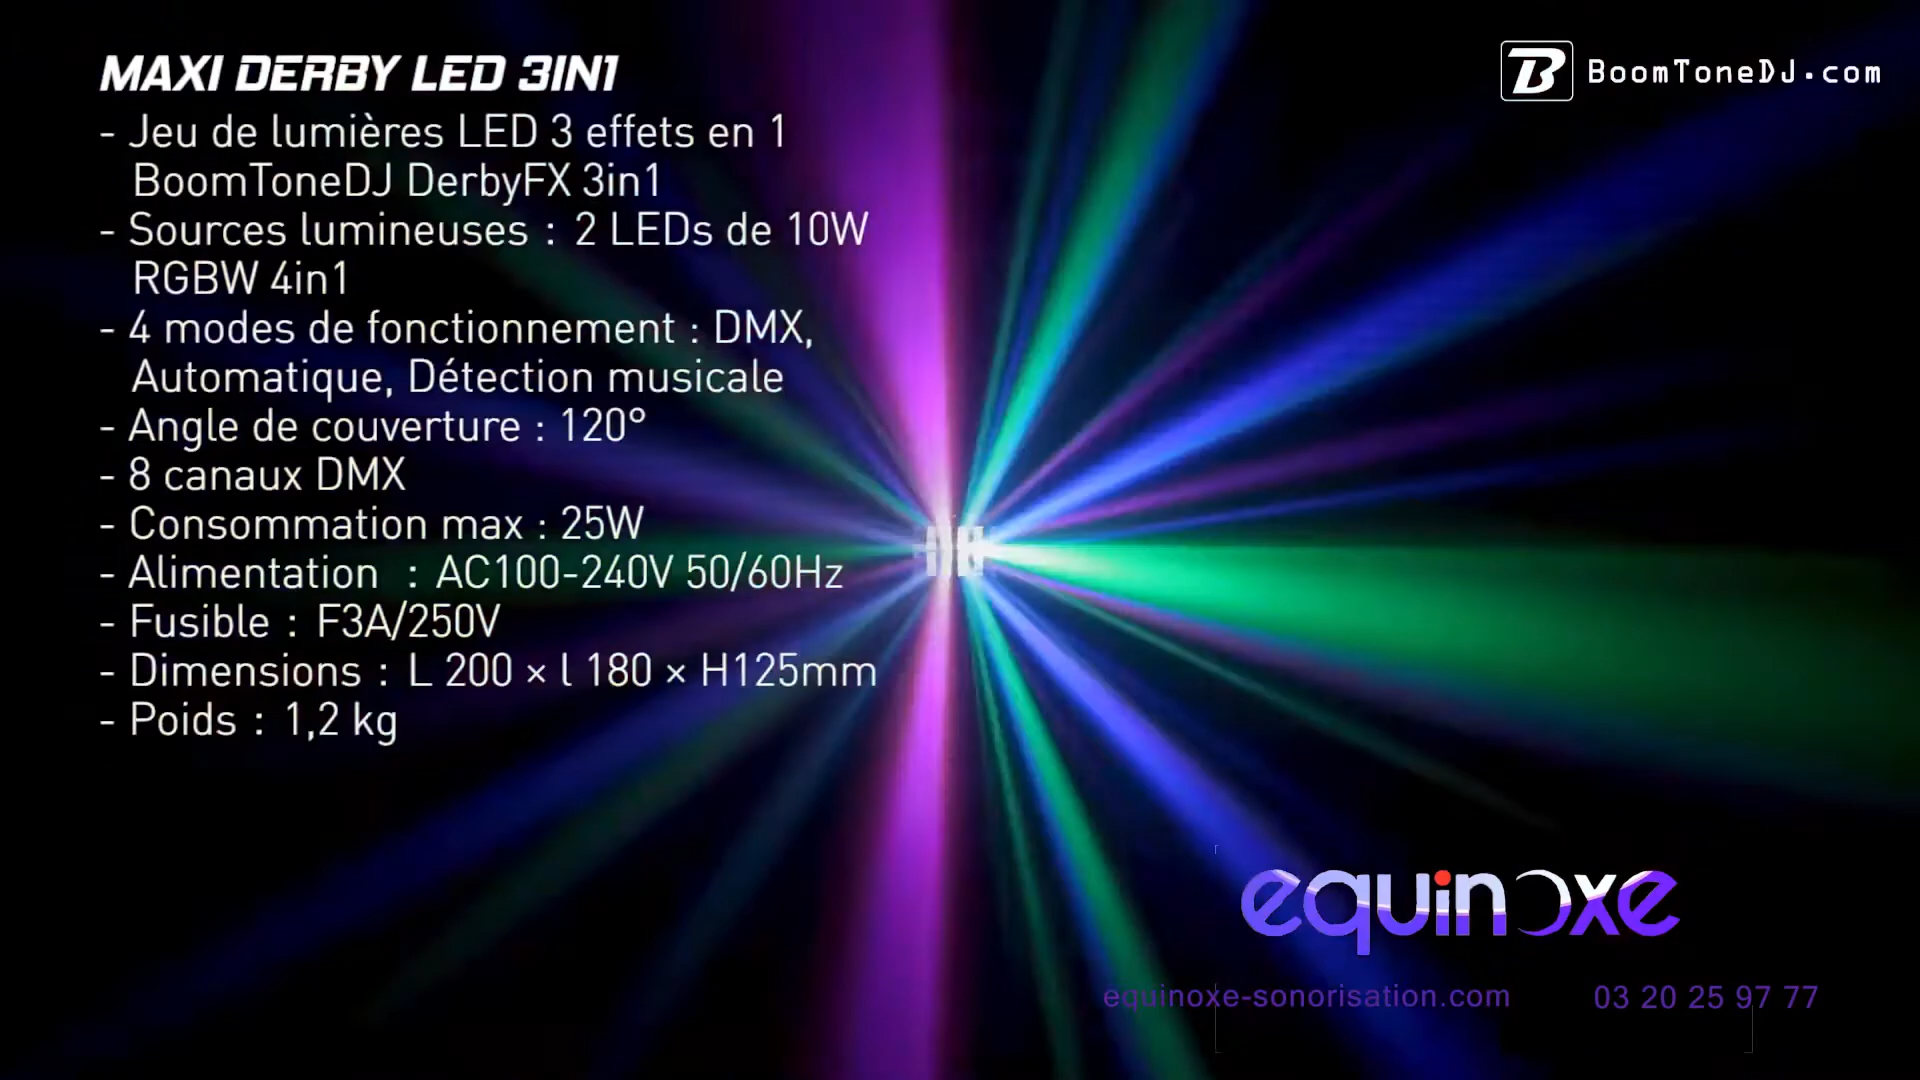 MAXI DERBY LED 3IN1
- Jeu de lumières LED 3 effets en 1
BoomToneDJ DerbyFX 3in1
- Sources lumineuses : 2 LEDs de 10W
RGBW 4in1
- 4 modes de fonctionnement : DMX,
Automatique, Détection musicale
- Angle de couverture : 120°
- 8 canaux DMX
- Consommation max : 25W
- Alimentation : AC100-240V 50/60Hz
- Fusible : F3A/250V
- Dimensions : L 200 × l 180 × H125mm
- Poids : 1,2 kg
B BoomToneDJ.com
equinoxe
equinoxe-sonorisation.com 03 20 25 97 77